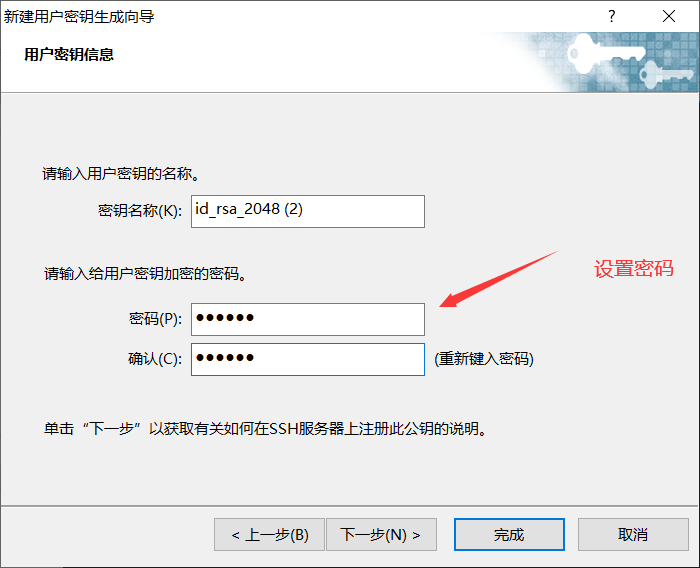 新建用户密钥生成向导
用户密钥信息
请输入用户密钥的名称。
密钥名称(K): id_rsa_2048 (2)
请输入给用户密钥加密的密码。
设置密码
密码(P): ●●●●●●
确认(C): ●●●●●● (重新键入密码)
单击“下一步”以获取有关如何在SSH服务器上注册此公钥的说明。
< 上一步(B) 下一步(N) > 完成 取消